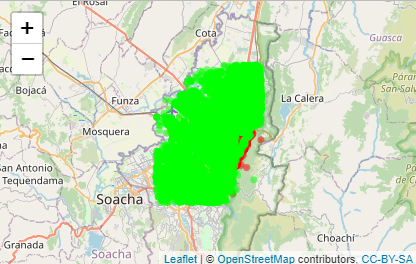 El Rosal
+
−
Cota
Guasca
Facatativá
Bojacá
Funza
La Calera
Mosquera
San Antonio
Tequendama
Soacha
Soacha
Granada
Choachí
Leaflet | © OpenStreetMap contributors, CC-BY-SA